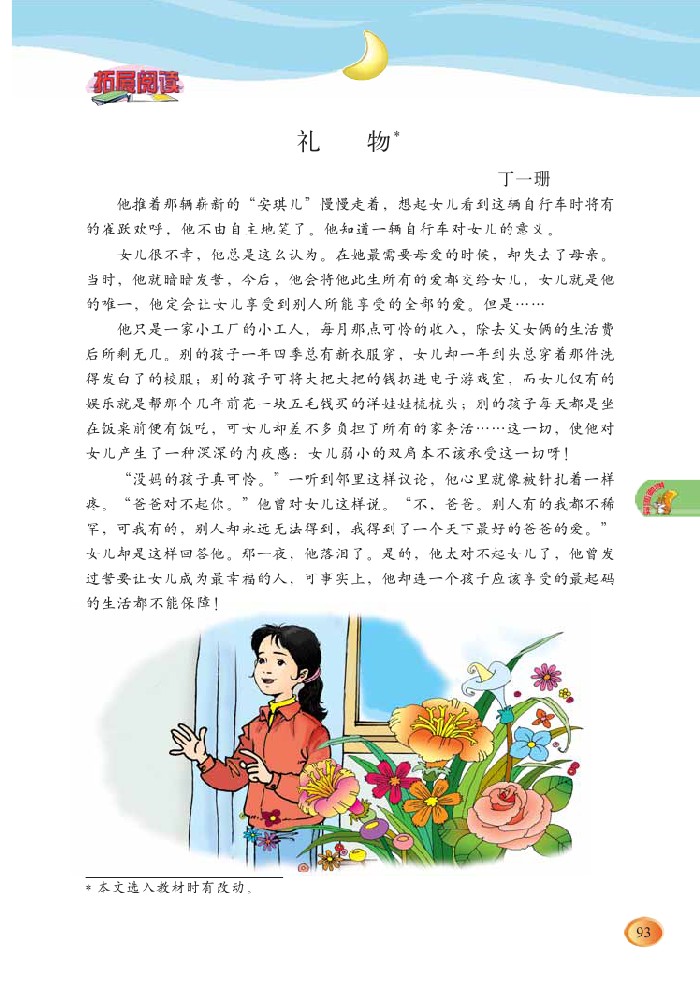 拓展阅读
礼 物*
丁一珊
他推着那辆崭新的“安琪儿”慢慢走着，想起女儿看到这辆自行车时将有
的雀跃欢呼，他不由自主地笑了。他知道一辆自行车对女儿的意义。
女儿很不幸，他总是这么认为。在她最需要母爱的时候，却失去了母亲。
当时，他就暗暗发誓，今后，他会将他此生所有的爱都交给女儿，女儿就是他
的唯一，他定会让女儿享受到别人所能享受的全部的爱。但是……
他只是一家小工厂的小工人，每月那点可怜的收入，除去父女俩的生活费
后所剩无几。别的孩子一年四季总有新衣服穿，女儿却一年到头总穿着那件洗
得发白了的校服；别的孩子可将大把大把的钱扔进电子游戏室，而女儿仅有的
娱乐就是帮那个几年前花一块五毛钱买的洋娃娃梳梳头；别的孩子每天都是坐
在饭桌前便有饭吃，可女儿却差不多负担了所有的家务活……这一切，使他对
女儿产生了一种深深的内疚感：女儿弱小的双肩本不该承受这一切呀！
“没妈的孩子真可怜。”一听到邻里这样议论，他心里就像被针扎着一样
疼。“爸爸对不起你。”他曾对女儿这样说。“不，爸爸。别人有的我都不稀
罕，可我有的，别人却永远无法得到，我得到了一个天下最好的爸爸的爱。”
女儿却是这样回答他。那一夜，他落泪了。是的，他太对不起女儿了，他曾发
过誓要让女儿成为最幸福的人，可事实上，他却连一个孩子应该享受的最起码
的生活都不能保障！
* 本文选入教材时有改动。
93